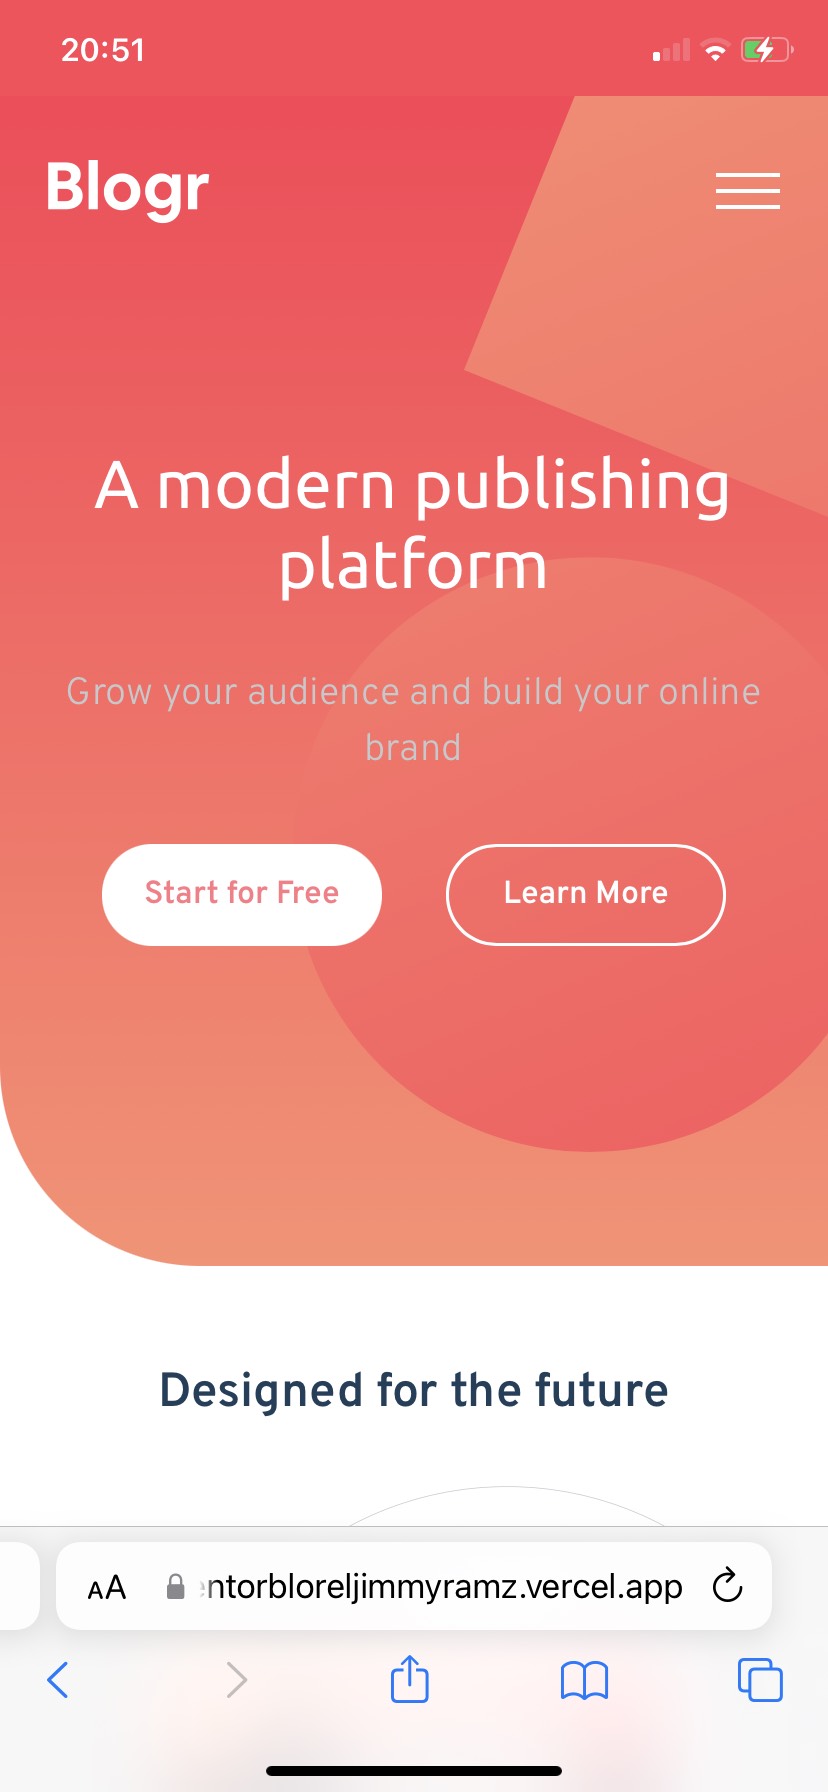 20:51
Blogr
A modern publishing
platform
Grow your audience and build your online
brand
Start for Free
Learn More
Designed for the future
AA
ntorbloreljimmyramz.vercel.app